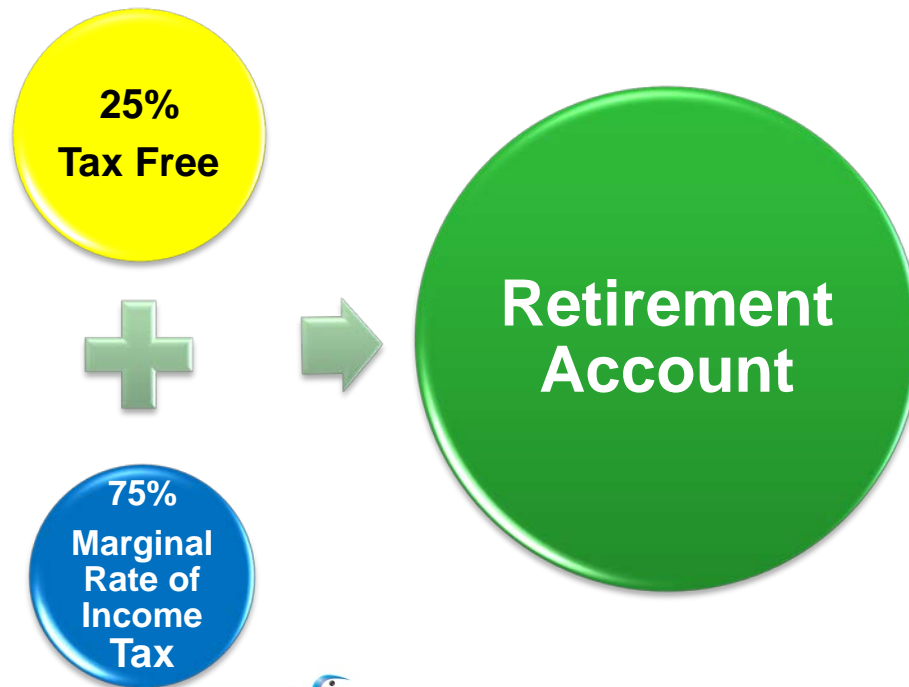 25%
Tax Free
Retirement
Account
75%
Marginal
Rate of
Income
Tax